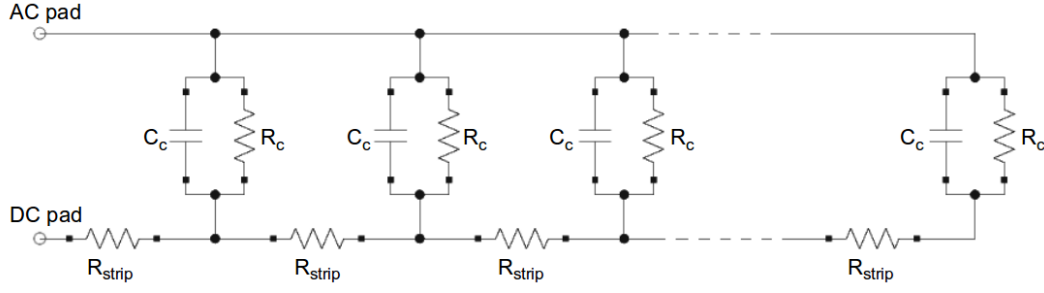 AC pad
C_c R_c C_c R_c C_c R_c C_c R_c
DC pad
R_strip R_strip R_strip R_strip